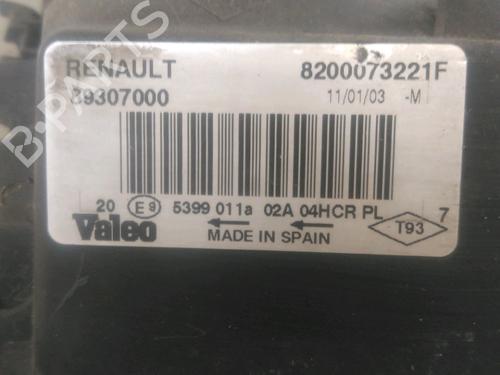 RENAULT 8200073221F
89307000 11/01/03 -M
20 E9 5399 011a 02A 04HCR PL 7
Valeo MADE IN SPAIN T93
B-PARTS